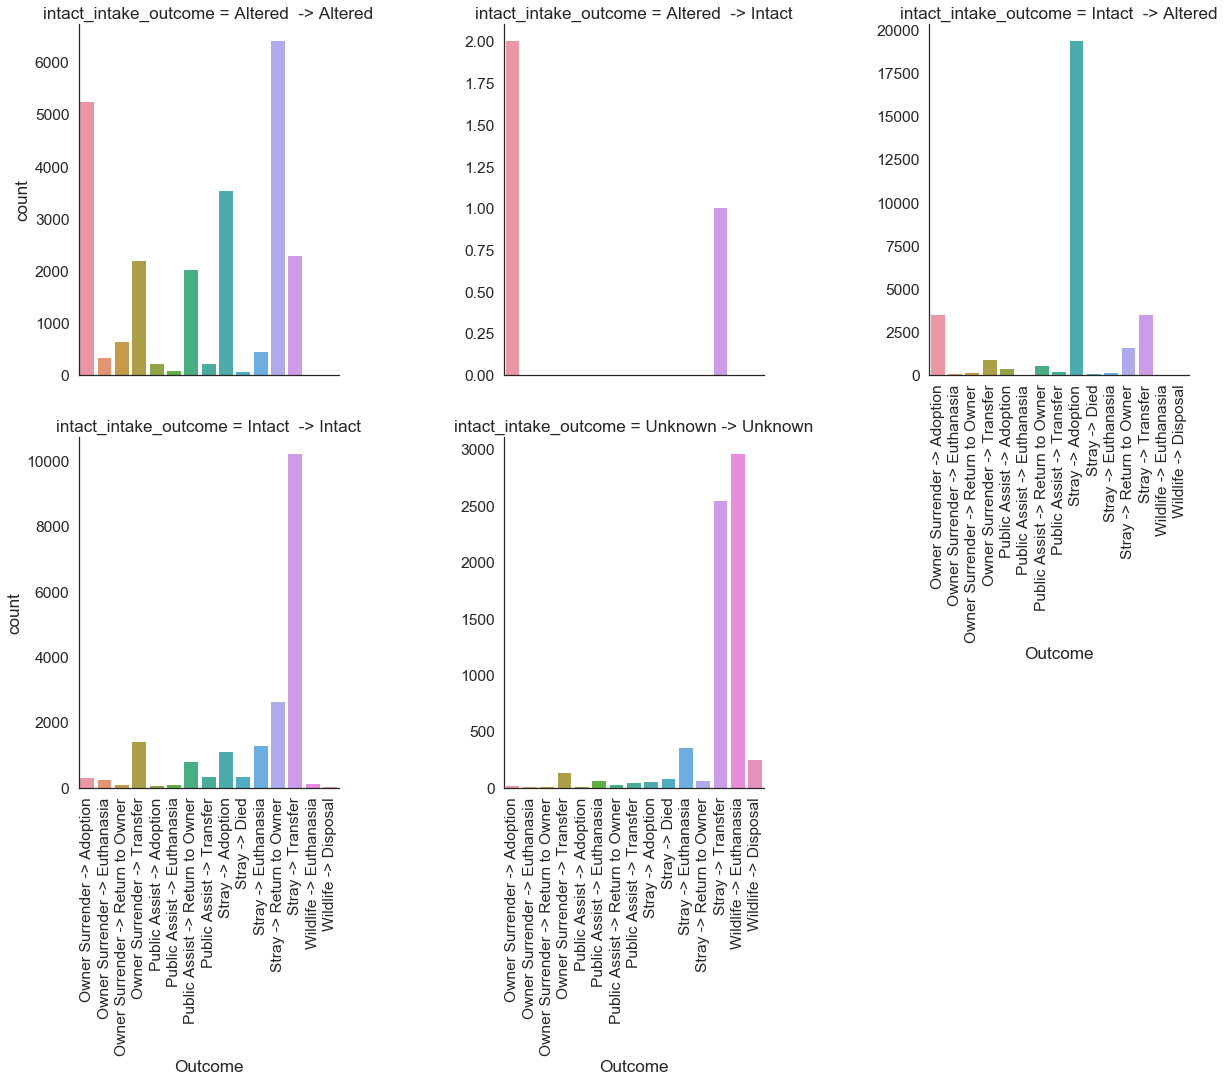 intact_intake_outcome = Altered  -> Altered
6000
5000
4000
3000
2000
1000
0
count
intact_intake_outcome = Altered  -> Intact
2.00
1.75
1.50
1.25
1.00
0.75
0.50
0.25
0.00
intact_intake_outcome = Intact  -> Altered
20000
17500
15000
12500
10000
7500
5000
2500
0
Owner Surrender -> Adoption
Owner Surrender -> Euthanasia
Owner Surrender -> Return to Owner
Owner Surrender -> Transfer
Public Assist -> Adoption
Public Assist -> Euthanasia
Public Assist -> Return to Owner
Public Assist -> Transfer
Stray -> Adoption
Stray -> Died
Stray -> Euthanasia
Stray -> Return to Owner
Stray -> Transfer
Wildlife -> Euthanasia
Wildlife -> Disposal
Outcome
intact_intake_outcome = Intact  -> Intact
10000
8000
6000
4000
2000
0
count
Owner Surrender -> Adoption
Owner Surrender -> Euthanasia
Owner Surrender -> Return to Owner
Owner Surrender -> Transfer
Public Assist -> Adoption
Public Assist -> Euthanasia
Public Assist -> Return to Owner
Public Assist -> Transfer
Stray -> Adoption
Stray -> Died
Stray -> Euthanasia
Stray -> Return to Owner
Stray -> Transfer
Wildlife -> Euthanasia
Wildlife -> Disposal
Outcome
intact_intake_outcome = Unknown -> Unknown
3000
2500
2000
1500
1000
500
0
Owner Surrender -> Adoption
Owner Surrender -> Euthanasia
Owner Surrender -> Return to Owner
Owner Surrender -> Transfer
Public Assist -> Adoption
Public Assist -> Euthanasia
Public Assist -> Return to Owner
Public Assist -> Transfer
Stray -> Adoption
Stray -> Died
Stray -> Euthanasia
Stray -> Return to Owner
Stray -> Transfer
Wildlife -> Euthanasia
Wildlife -> Disposal
Outcome